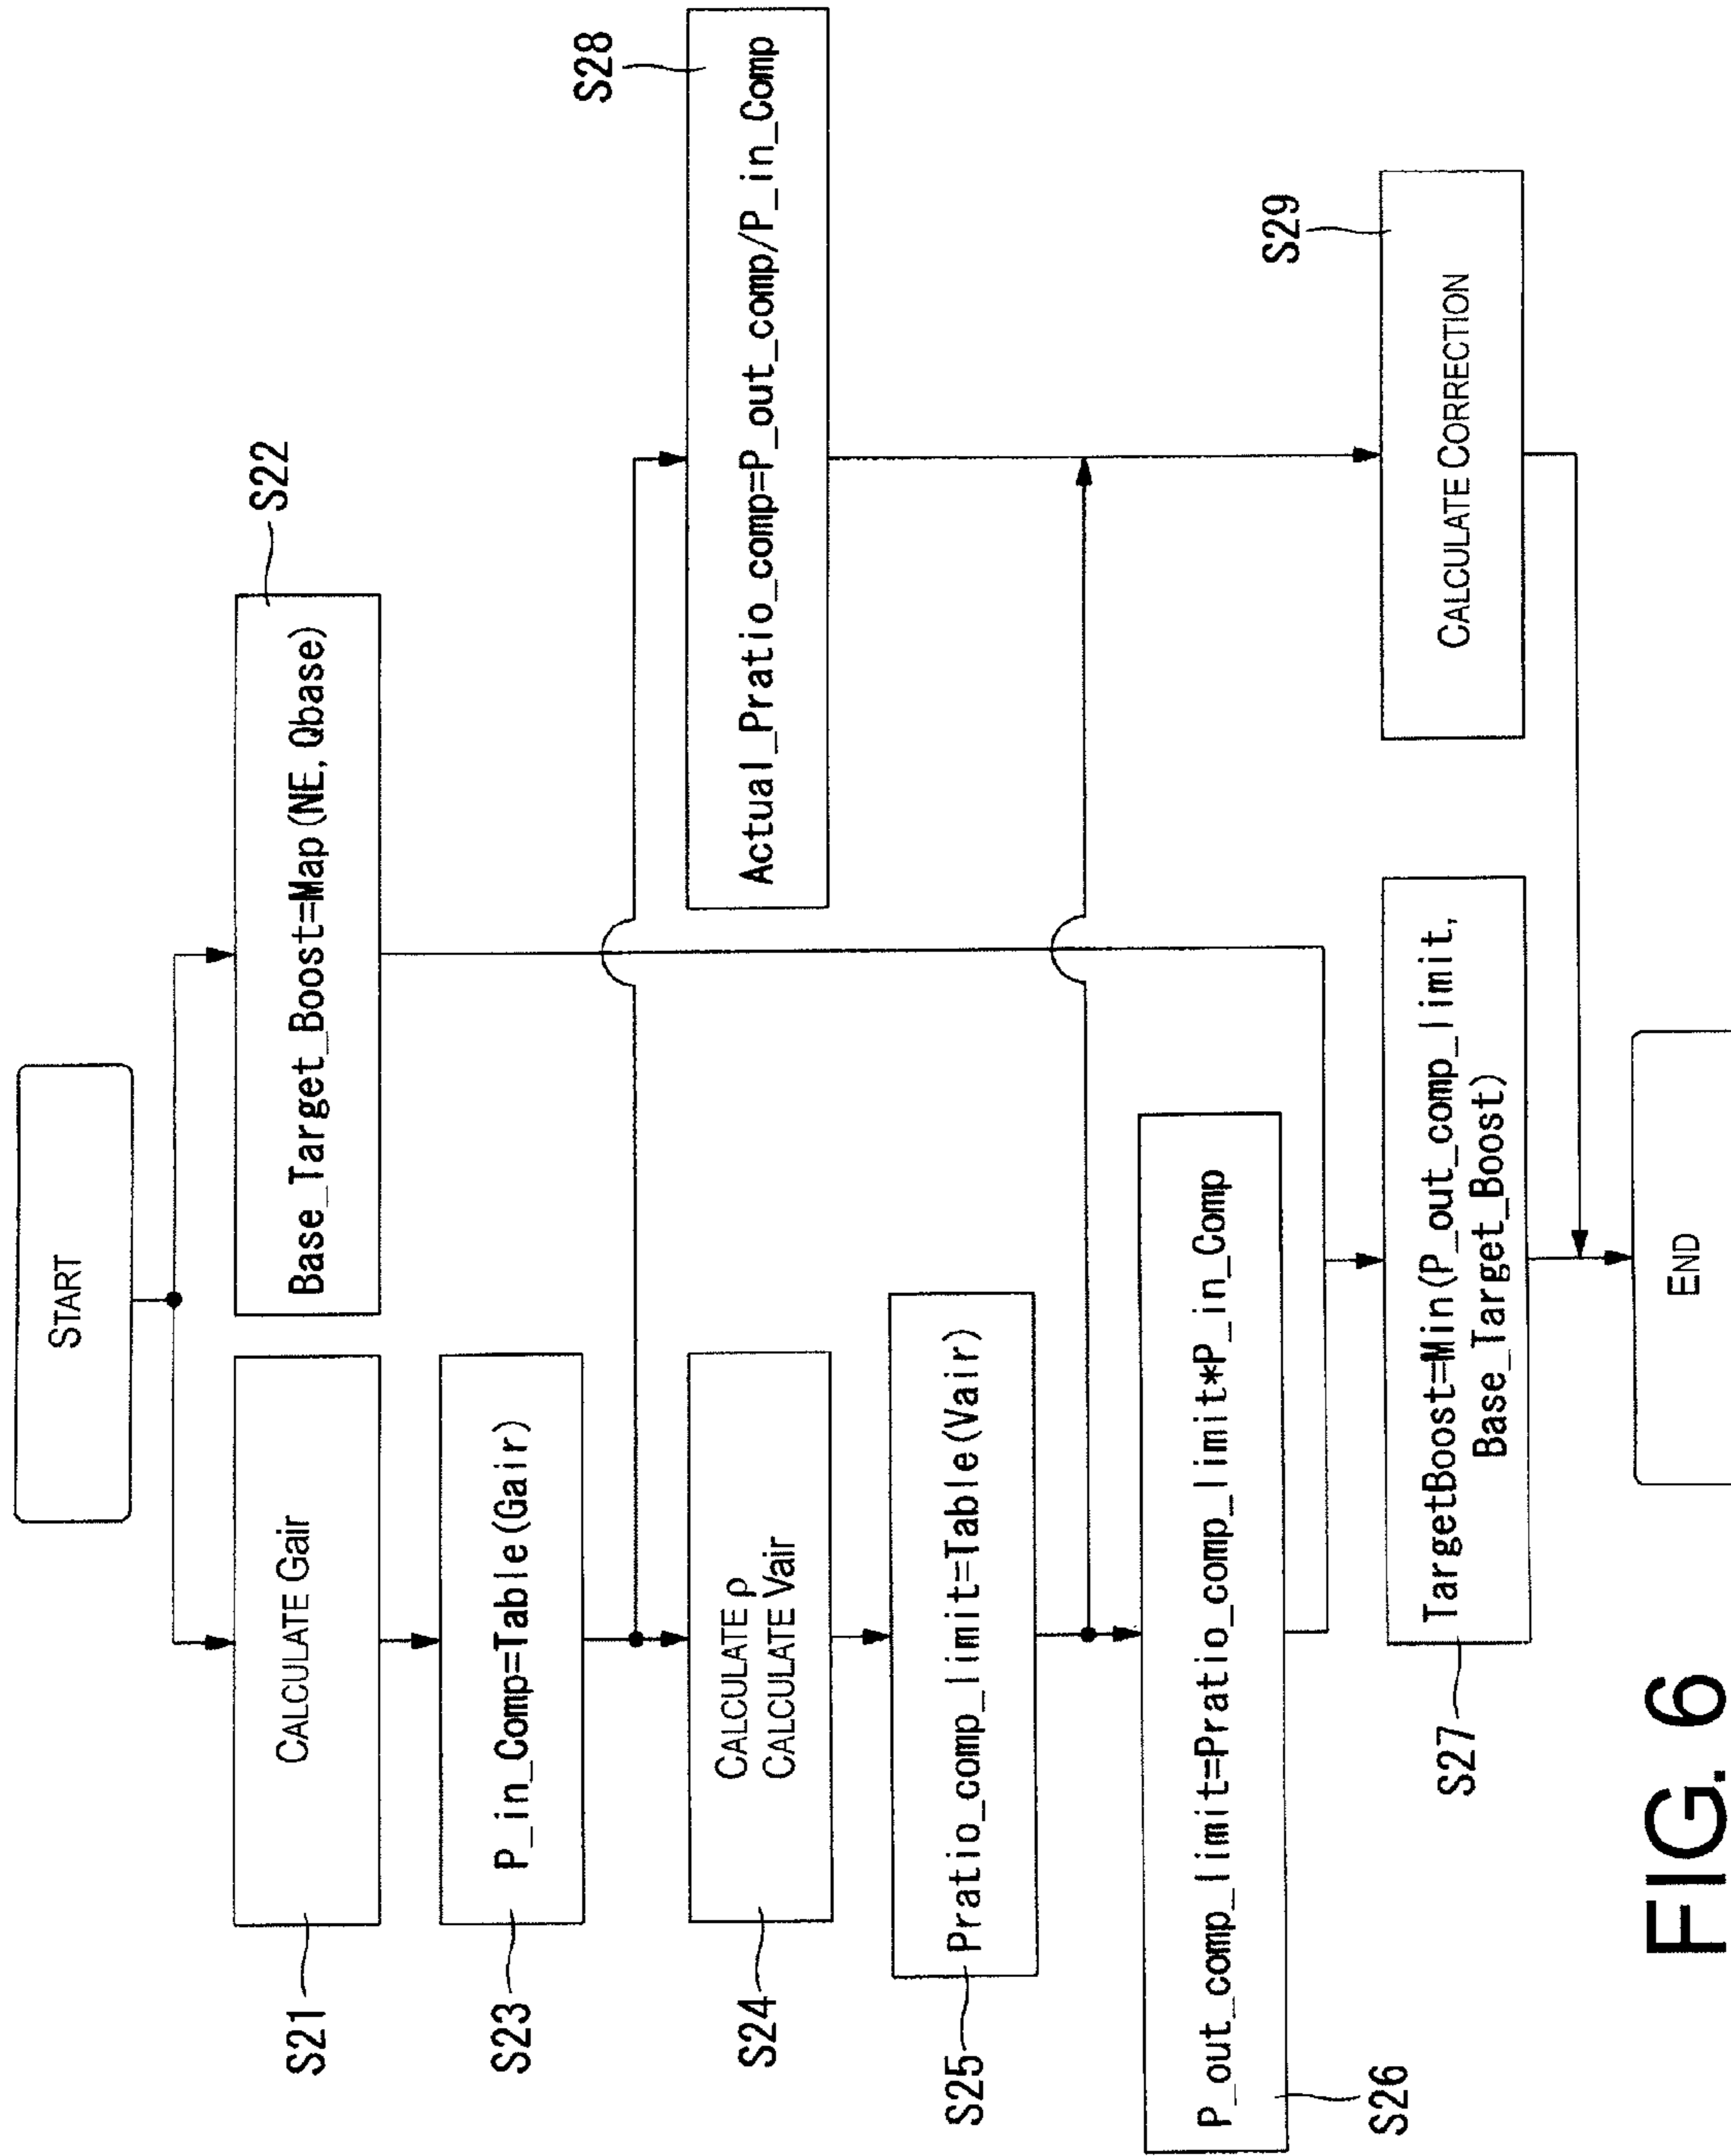 START
S21
CALCULATE Gair
Base_Target_Boost=Map(NE,Qbase)
S22
S23
P_in_Comp=Table(Gair)
S24
CALCULATE ρ
CALCULATE Vair
Actual_Pratio_comp=P_out_comp/P_in_Comp
S28
S25
Pratio_comp_limit=Table(Vair)
S26
P_out_comp_limit=Pratio_comp_limit*P_in_Comp
S27
TargetBoost=Min(P_out_comp_limit,
Base_Target_Boost)
CALCULATE CORRECTION
S29
END
FIG. 6